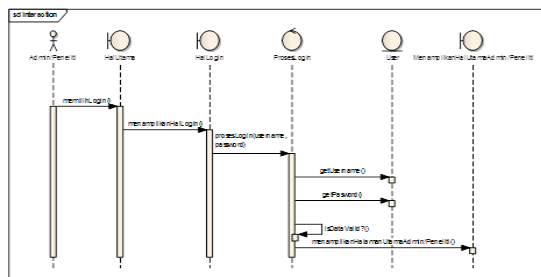 sd Interaction
Admin/Peneliti
HalUtama
HalLogin
ProsesLogin
User
MenampilkanHalUtamaAdmin/Peneliti
memilihLogin()
menampilkanHalLogin()
prosesLogin(username,
password)
getUsername()
getPassword()
isDataValid?()
menampilkanHalamanUtamaAdmin/Peneliti()